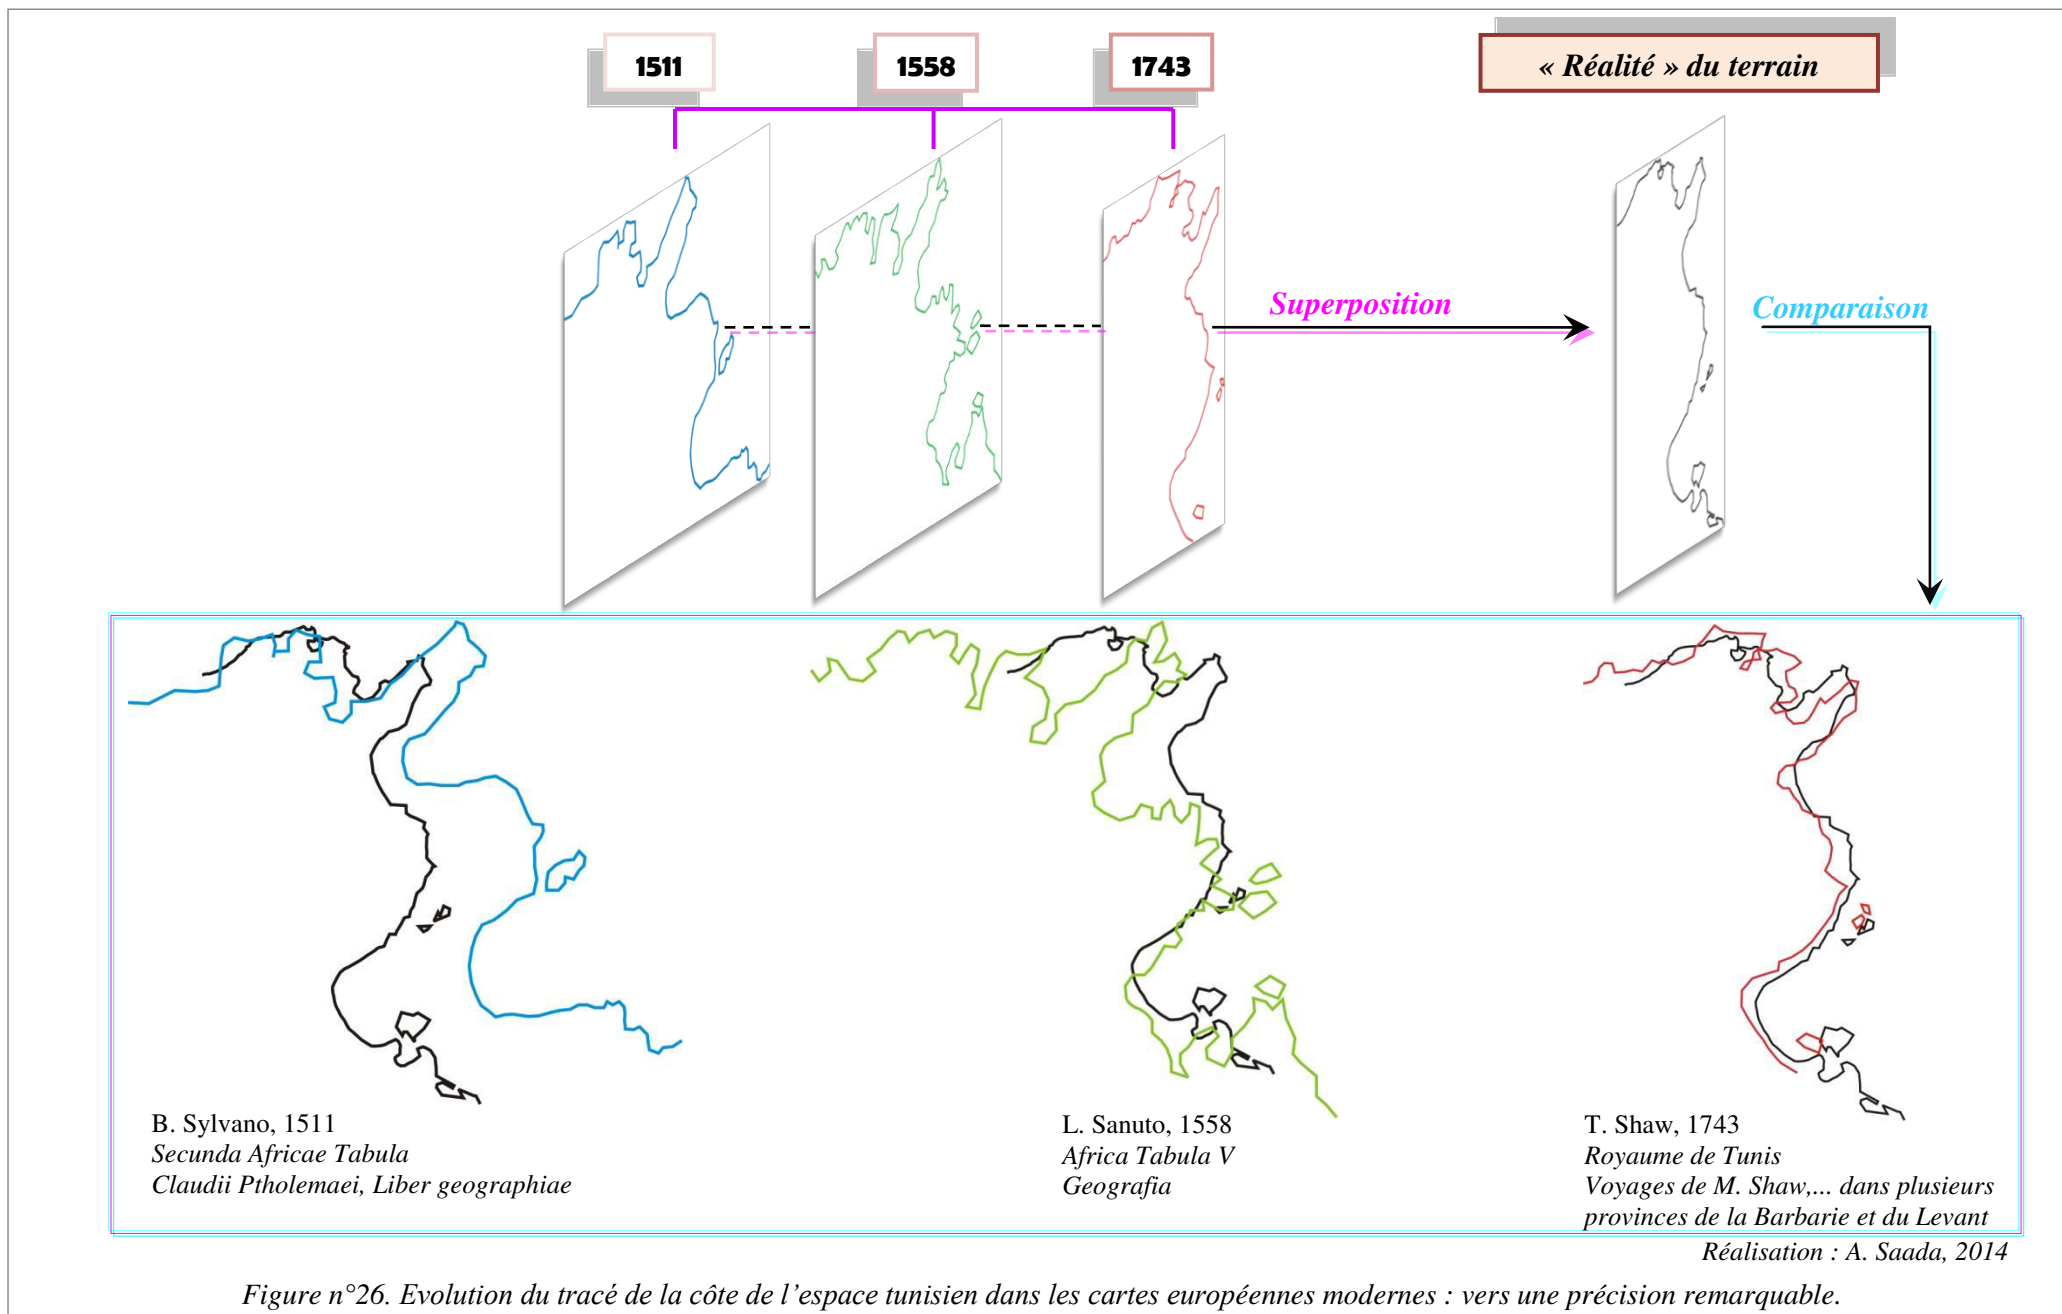 1511
1558
1743
« Réalité » du terrain
Superposition
Comparaison
B. Sylvano, 1511
Secunda Africae Tabula
Claudii Ptholemaei, Liber geographiae
L. Sanuto, 1558
Africa Tabula V
Geografia
T. Shaw, 1743
Royaume de Tunis
Voyages de M. Shaw,... dans plusieurs
provinces de la Barbarie et du Levant
Réalisation : A. Saada, 2014
Figure n°26. Evolution du tracé de la côte de l’espace tunisien dans les cartes européennes modernes : vers une précision remarquable.